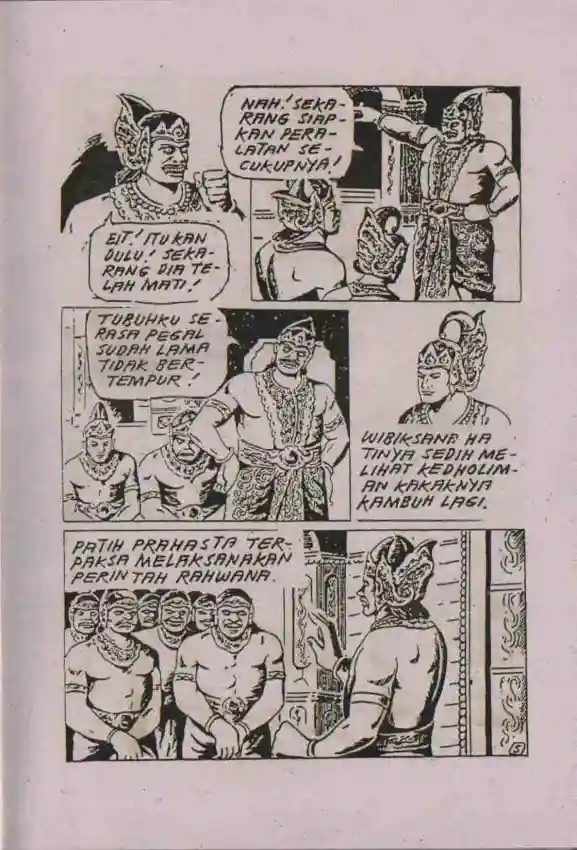 EIT! ITU KAN
DULU! SEKA-
RANG DIA TE-
LAH MATI!
NAH! SEKA-
RANG SIAP-
KAN PERA-
LATAN SE-
CUKUPNYA!
TUBUHKU SE-
RASA PEGAL
SUDAH LAMA
TIDAK BER-
TEMPUR!
WIBIKSANA HA
TINYA SEDIH ME-
LIHAT KEDHOLIM-
AN KAKAKNYA
KAMBUH LAGI.
PATIH PRAHASTA TER-
PAKSA MELAKSANAKAN
PERINTAH RAHWANA.
5